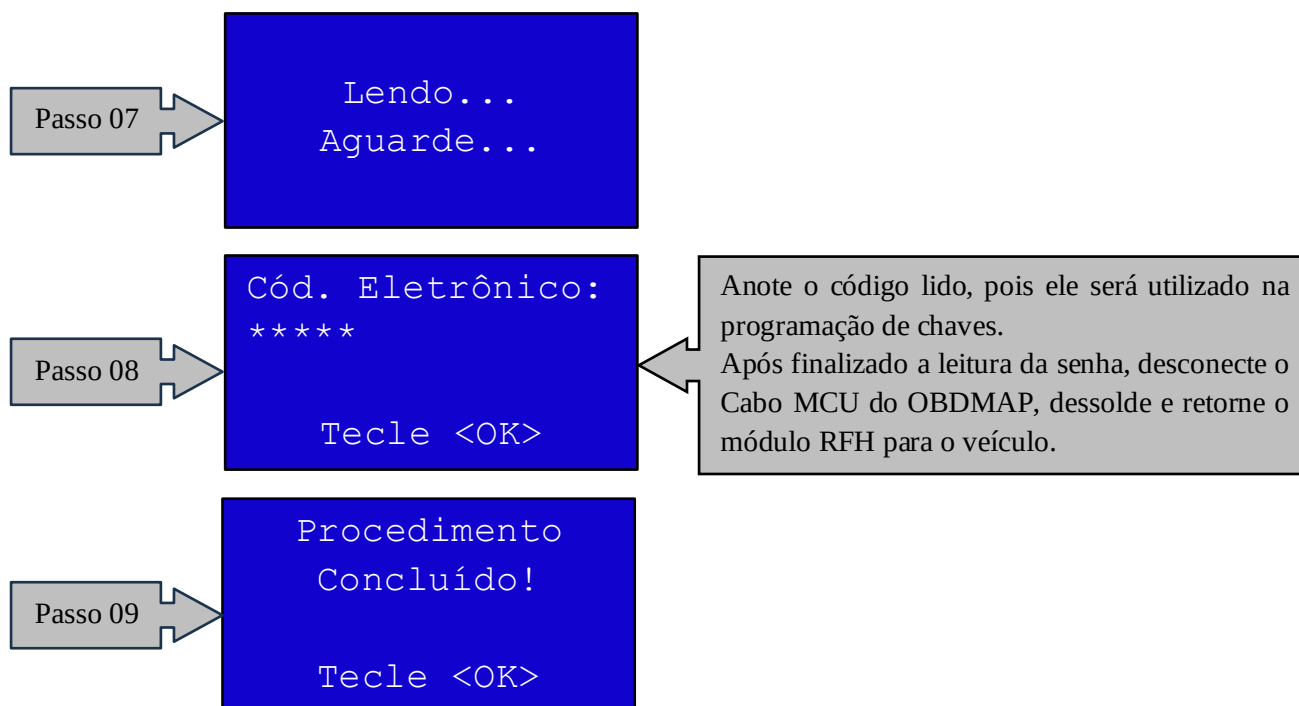 Passo 07
Lendo...
Aguarde...
Passo 08
Cód. Eletrônico:
*****
Tecle <OK>
Anote o código lido, pois ele será utilizado na
programação de chaves.
Após finalizado a leitura da senha, desconecte o
Cabo MCU do OBDMAP, dessolde e retorne o
módulo RFH para o veículo.
Passo 09
Procedimento
Concluído!
Tecle <OK>